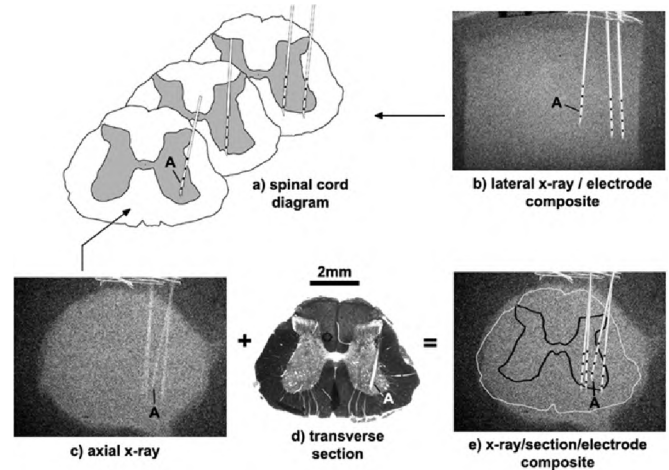 A
A
a) spinal cord
diagram
A
b) lateral x-ray / electrode
composite
2mm
A
+
A
=
A
c) axial x-ray
d) transverse
section
e) x-ray/section/electrode
composite